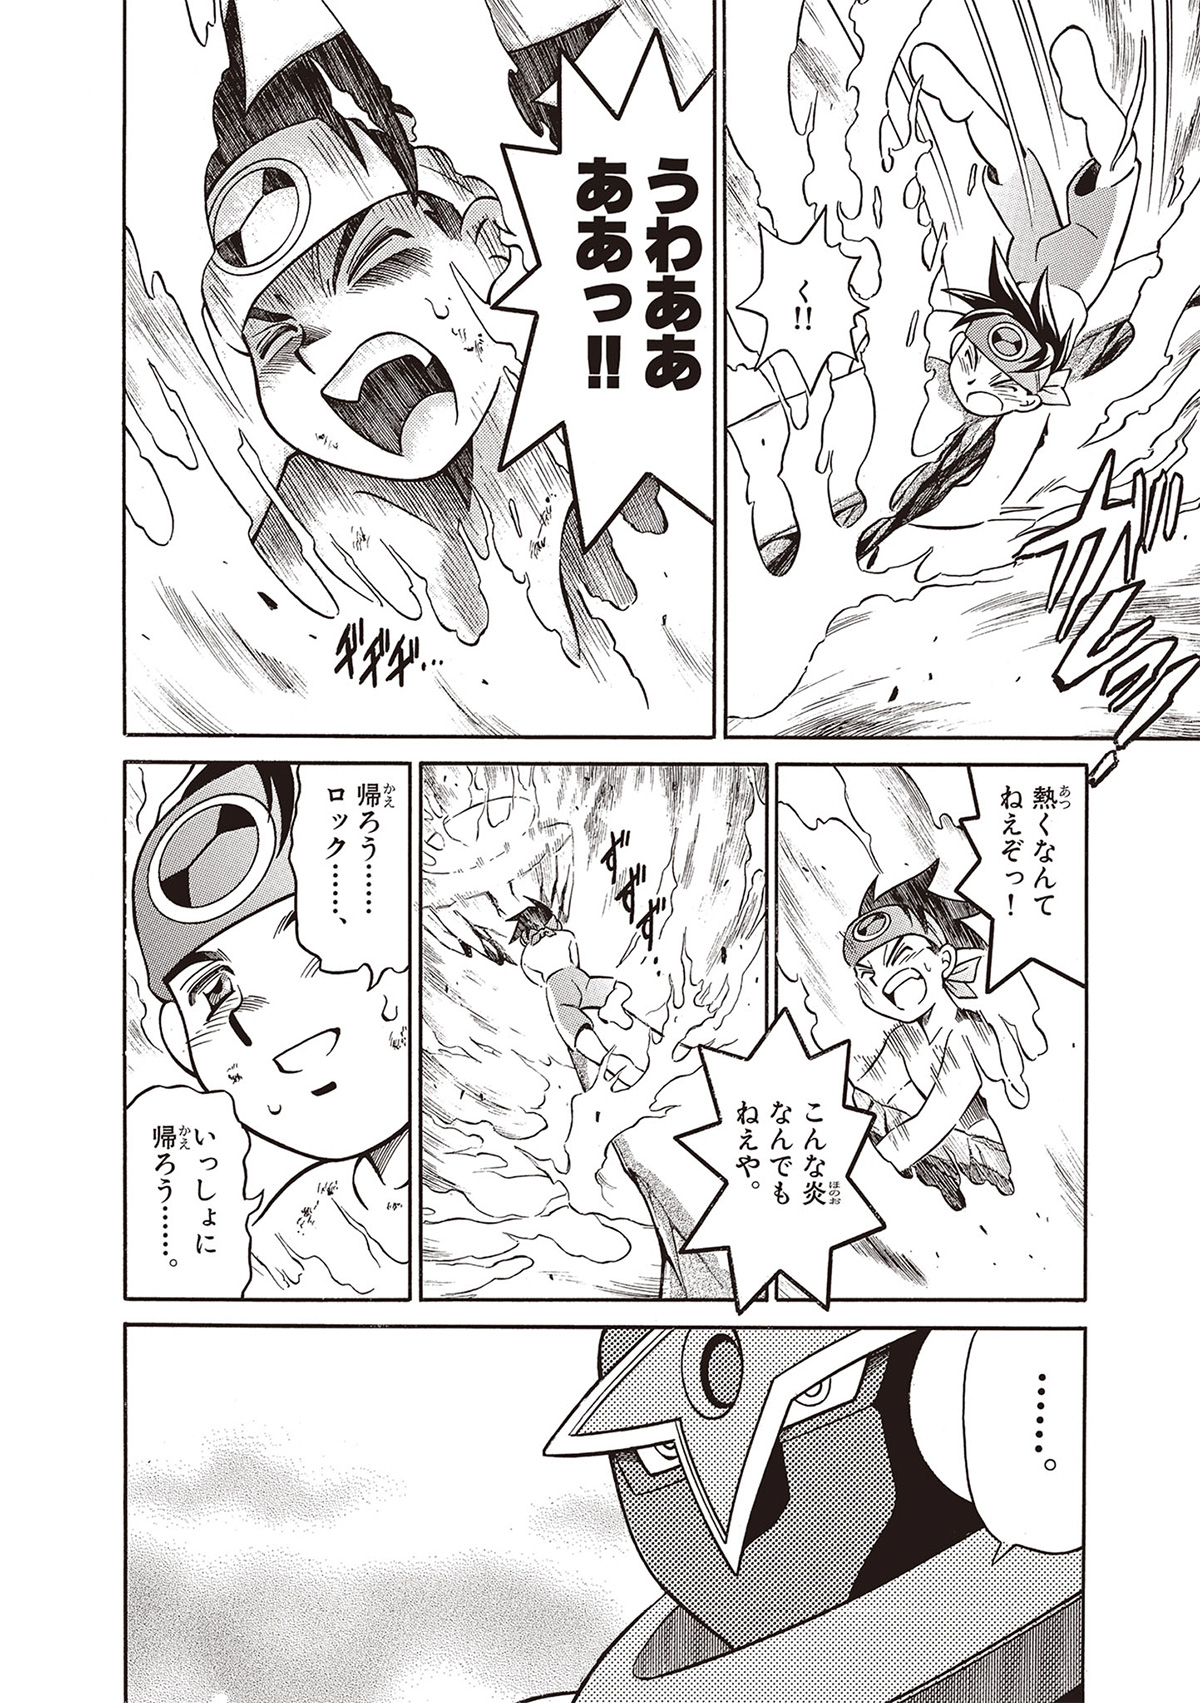 く!!
ガガガッ!
うわああ
ああっ!!
ギギギ…
熱くなんて
ねえぞっ!
こんな炎
なんでも
ねえや。
ずずず…
帰ろう……
ロック……、
いっしょに
帰ろう……。
……。